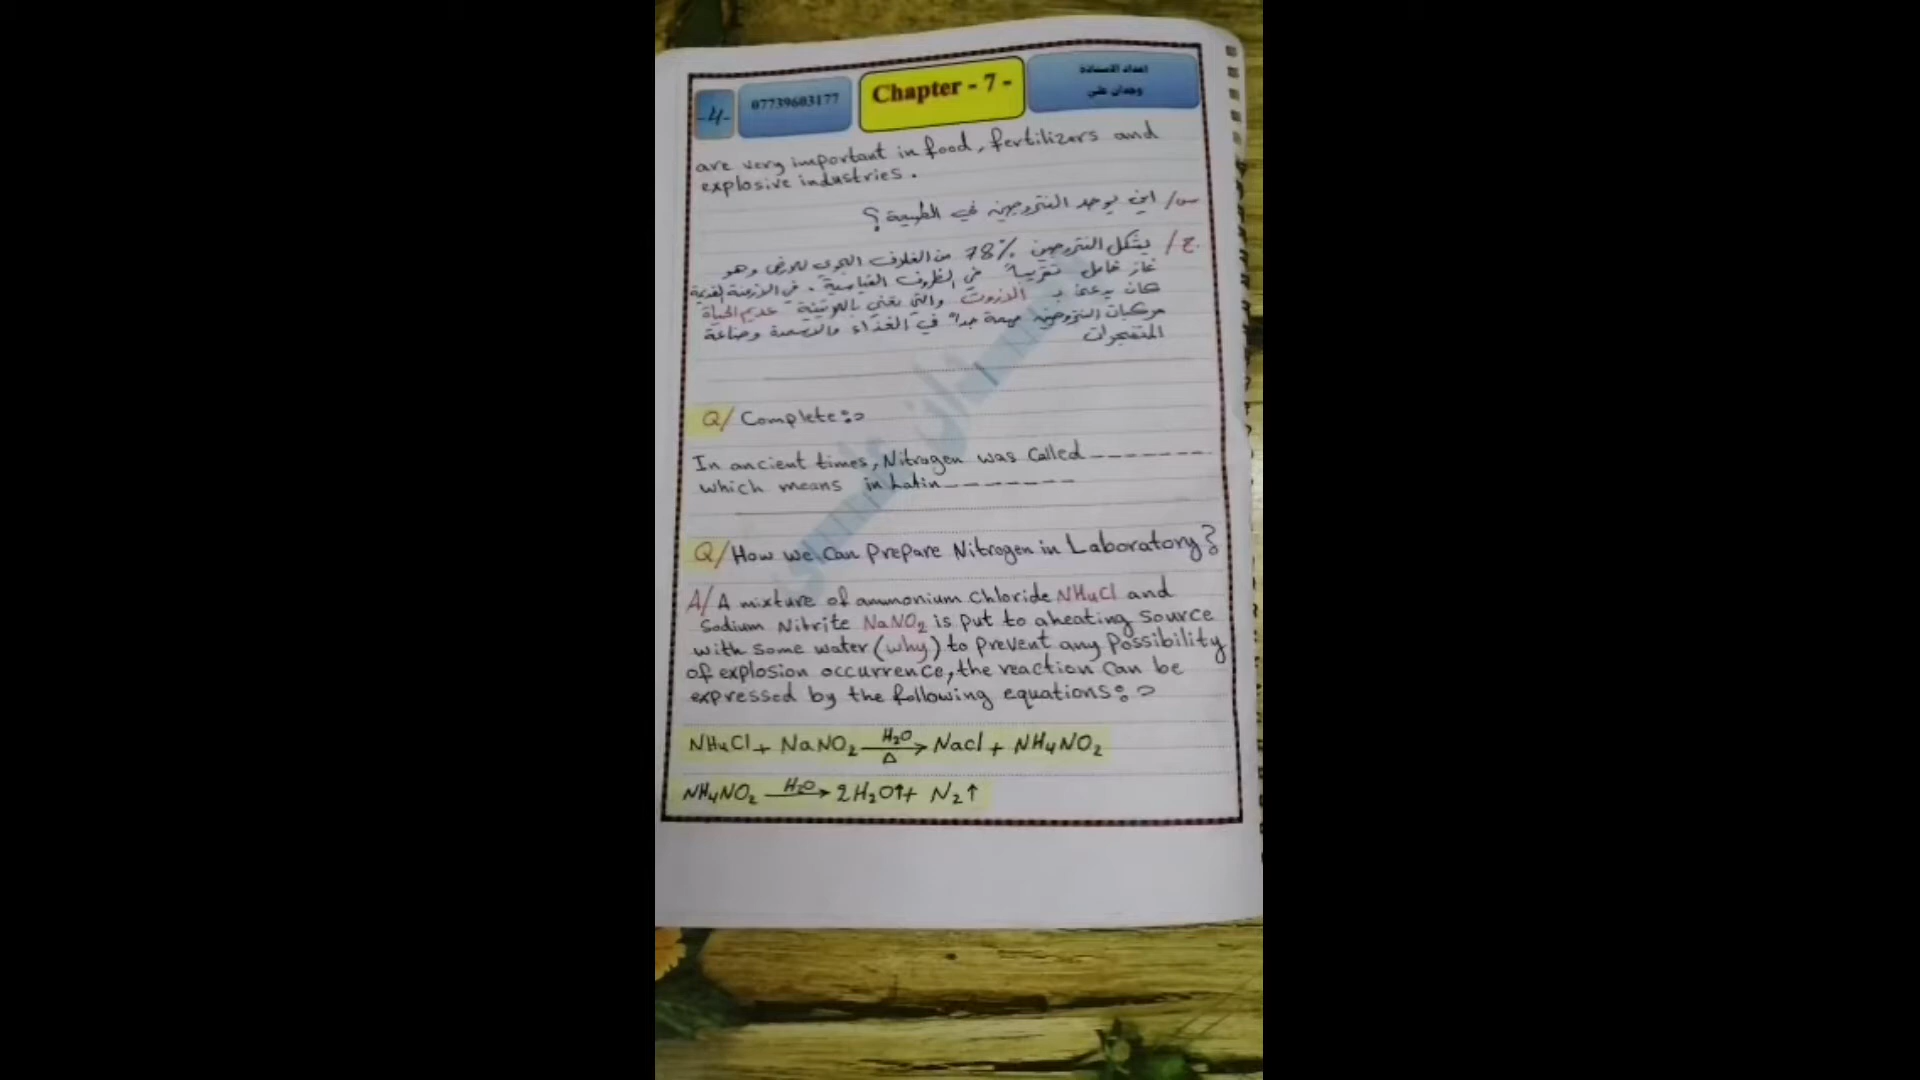 -4-
07739603177
Chapter - 7 -
اعداد الاستاذة
وجدان علي
are very important in food, fertilizers and
explosive industries.
س/ اين يوجد النتروجين في الطبيعة؟
ج/ يشكل النتروجين 78% من الغلاف الجوي للارض وهو
غاز خامل تقريباً في الظروف القياسية. في الازمنة القديمة
كان يدعى بـ الازوت والتي تعني باللاتينية عديم الحياة
مركبات النتروجين مهمة جداً في الغذاء والاسمدة وصناعة
المتفجرات
Q/ Complete:
In ancient times, Nitrogen was called -------
which means in Latin --------
Q/ How we can Prepare Nitrogen in Laboratory?
A/ A mixture of ammonium chloride NH4Cl and
Sodium Nitrite NaNO2 is put to a heating source
with some water (why) to prevent any Possibility
of explosion occurrence, the reaction can be
expressed by the following equations:
NH4Cl + NaNO2 H2O Δ → Nacl + NH4NO2
NH4NO2 H2O → 2H2O↑ + N2↑